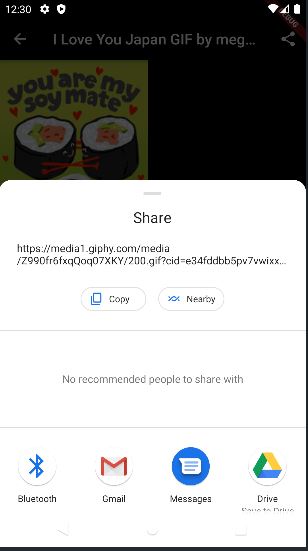 12:30
I Love You Japan GIF by meg...
you are my
soy mate
Share
https://media1.giphy.com/media
/Z990fr6fxqQoq07XKY/200.gif?cid=e34fddbb5pv7vwixx...
Copy
Nearby
No recommended people to share with
Bluetooth
Gmail
Messages
Drive
Save to Drive